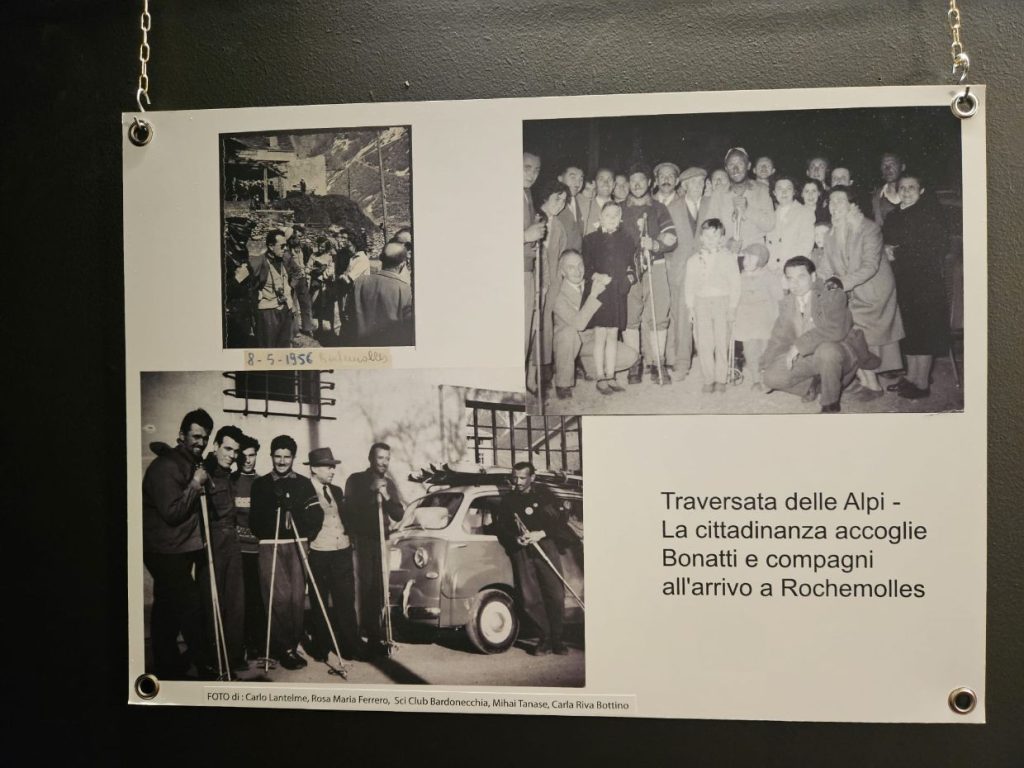 8-5-1956
Traversata delle Alpi -
La cittadinanza accoglie
Bonatti e compagni
all'arrivo a Rochemolles
FOTO di : Carlo Lantelme, Rosa Maria Ferrero, Sci Club Bardonecchia, Mihai Tanase, Carla Riva Bottino